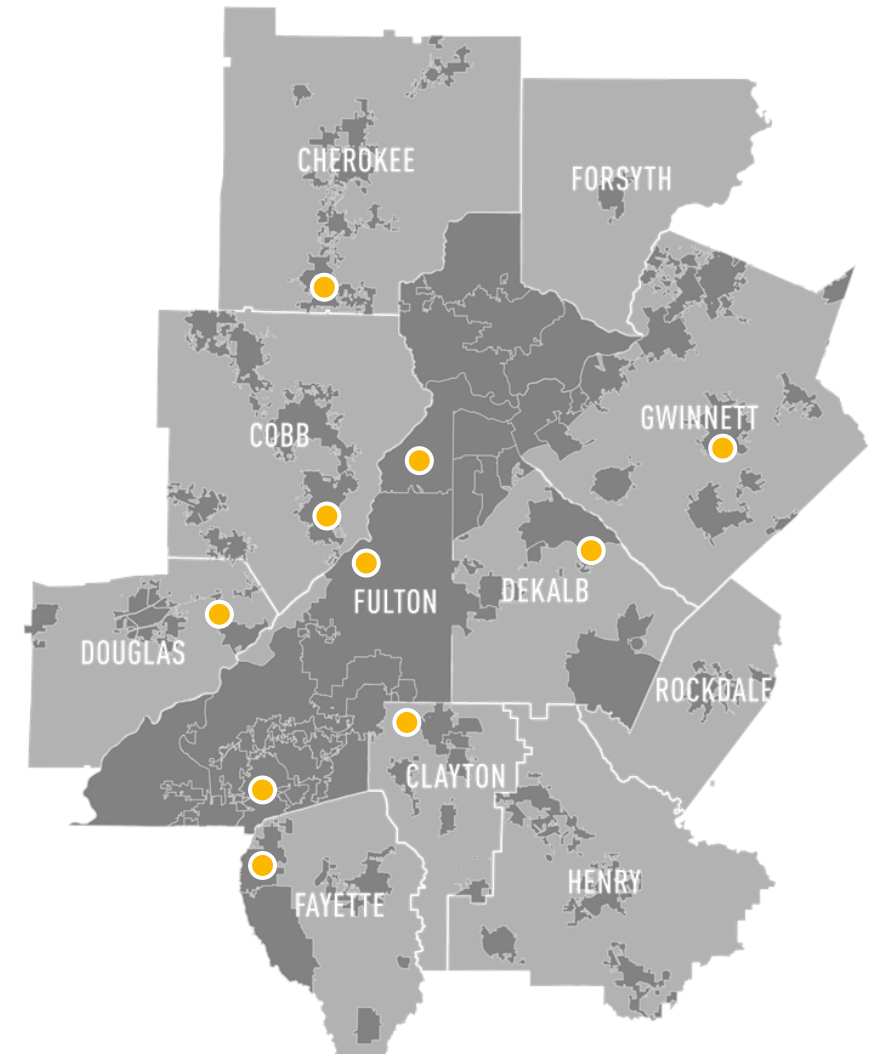 CHEROKEE
FORSYTH
GWINNETT
COBB
DEKALB
FULTON
DOUGLAS
ROCKDALE
CLAYTON
HENRY
FAYETTE